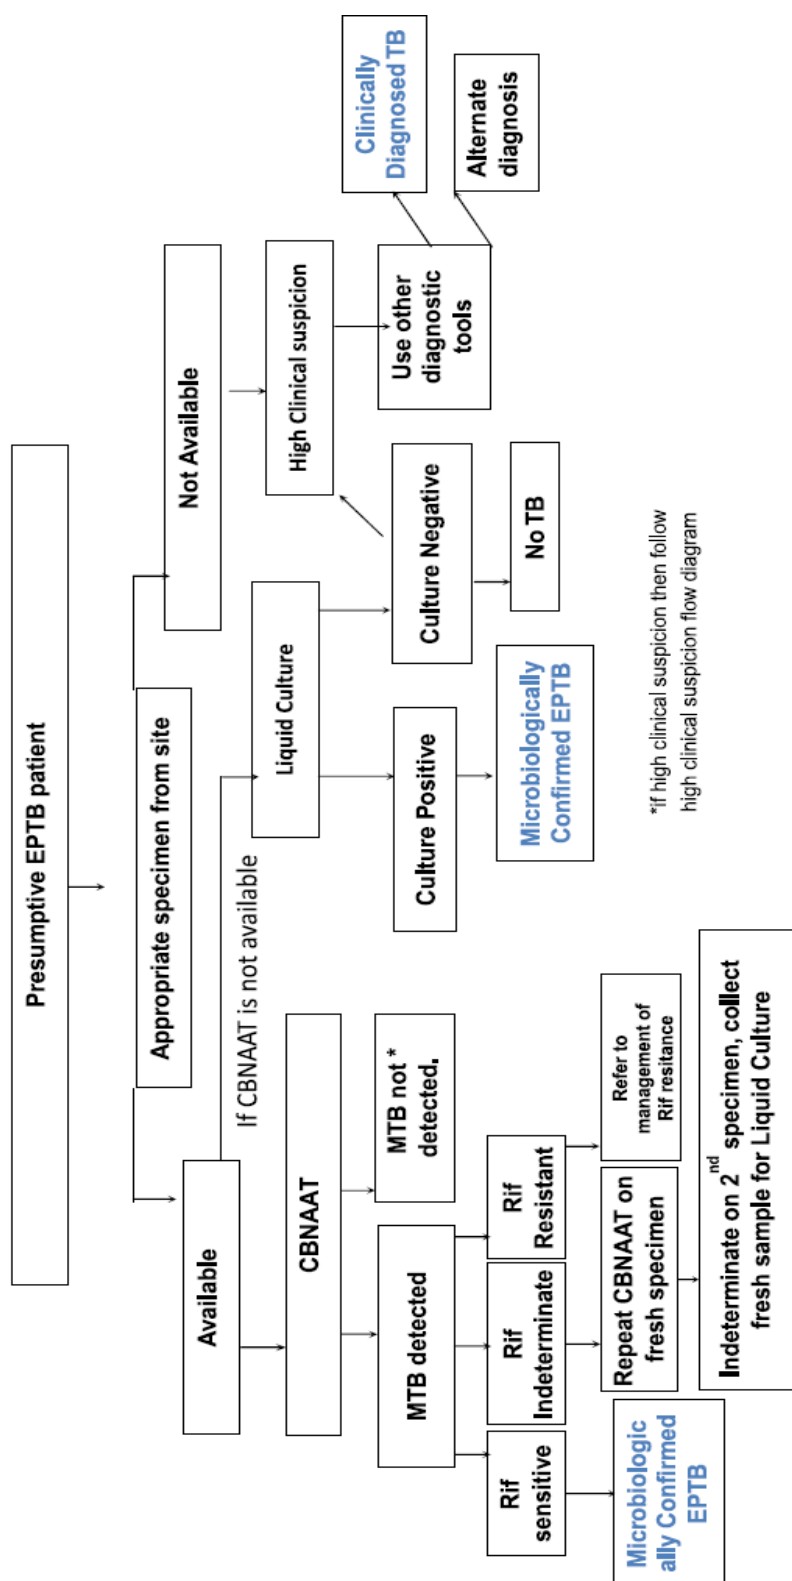 Presumptive EPTB patient
Appropriate specimen from site
Available
Not Available
If CBNAAT is not available
CBNAAT
Liquid Culture
High Clinical suspicion
MTB detected
MTB not *
detected.
Culture Positive
Culture Negative
Use other
diagnostic
tools
Clinically
Diagnosed TB
Alternate
diagnosis
Rif
sensitive
Rif
Indeterminate
Rif
Resistant
Microbiologically
Confirmed EPTB
No TB
Microbiologic
ally Confirmed
EPTB
Repeat CBNAAT on
fresh specimen
Refer to
management of
Rif resitance
Indeterminate on 2nd specimen, collect
fresh sample for Liquid Culture
*if high clinical suspicion then follow
high clinical suspicion flow diagram